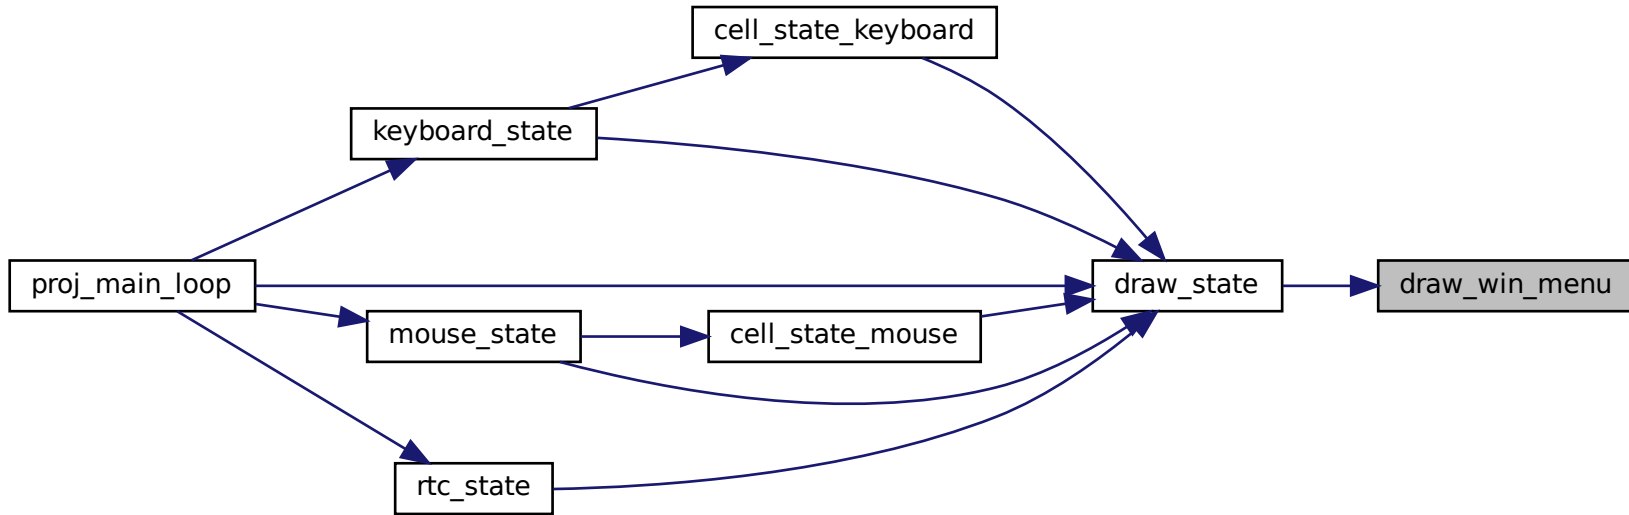 cell_state_keyboard
keyboard_state
proj_main_loop
draw_state
draw_win_menu
mouse_state
cell_state_mouse
rtc_state